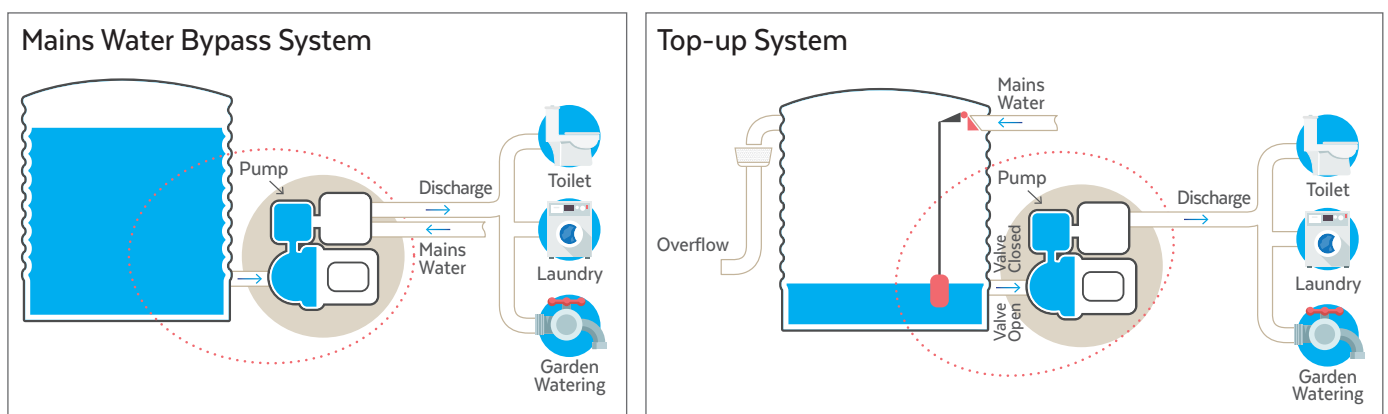 Mains Water Bypass System
Pump
Discharge
Mains
Water
Toilet
Laundry
Garden
Watering
Top-up System
Mains
Water
Overflow
Pump
Valve
Closed
Valve
Open
Discharge
Toilet
Laundry
Garden
Watering